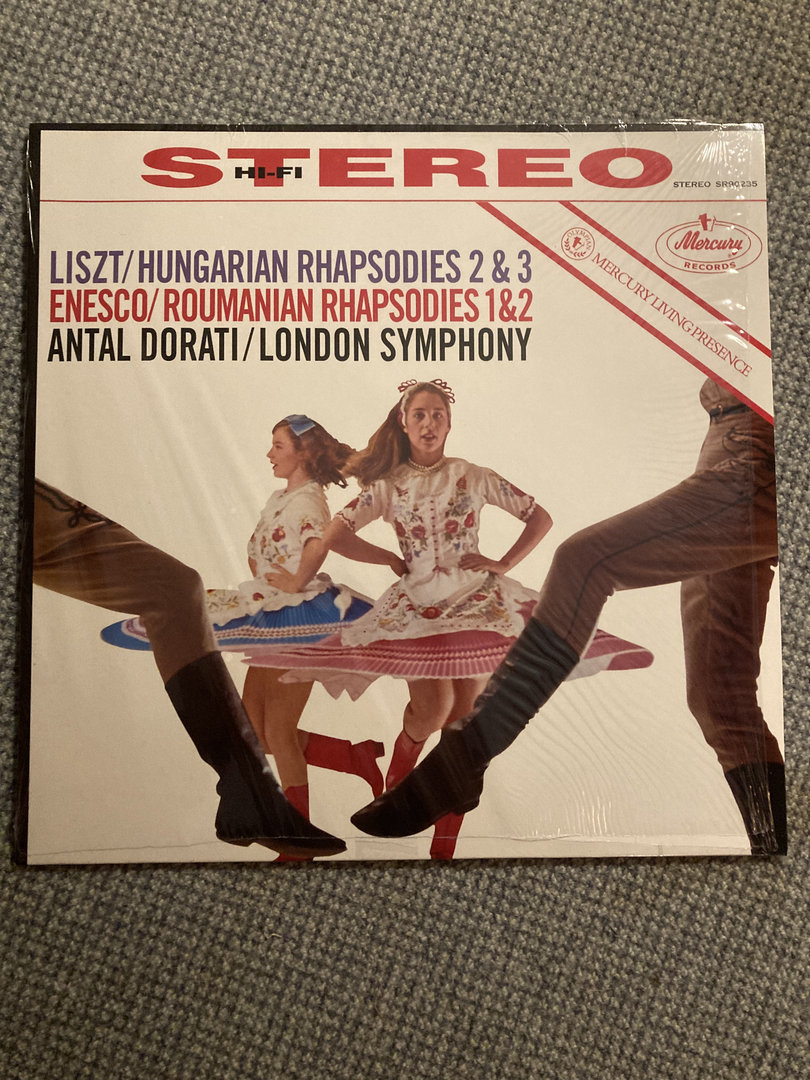 STEREO
HI-FI
STEREO SR90235
LISZT/HUNGARIAN RHAPSODIES 2 & 3
ENESCO/ROUMANIAN RHAPSODIES 1&2
ANTAL DORATI/LONDON SYMPHONY
OLYMPIAN
MERCURY LIVING PRESENCE
Mercury
RECORDS